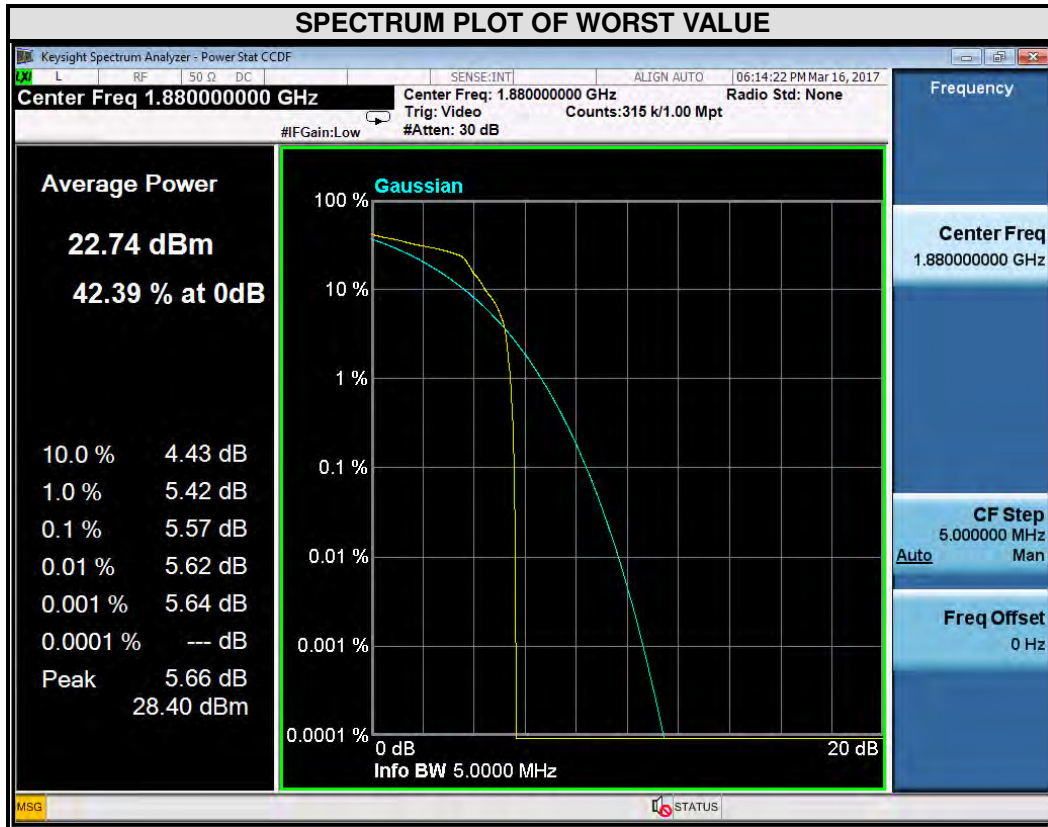 SPECTRUM PLOT OF WORST VALUE
Keysight Spectrum Analyzer - Power Stat CCDF
LXI L RF 50 Ω DC SENSE:INT ALIGN AUTO 06:14:22 PM Mar 16, 2017
Center Freq 1.880000000 GHz
Center Freq: 1.880000000 GHz Radio Std: None
Trig: Video Counts:315 k/1.00 Mpt
#IFGain:Low #Atten: 30 dB
Average Power
22.74 dBm
42.39 % at 0dB
10.0 % 4.43 dB
1.0 % 5.42 dB
0.1 % 5.57 dB
0.01 % 5.62 dB
0.001 % 5.64 dB
0.0001 % --- dB
Peak 5.66 dB
28.40 dBm
Gaussian
100 %
10 %
1 %
0.1 %
0.01 %
0.001 %
0.0001 %
0 dB 20 dB
Info BW 5.0000 MHz
Frequency
Center Freq
1.880000000 GHz
CF Step
5.000000 MHz
Auto Man
Freq Offset
0 Hz
MSG STATUS